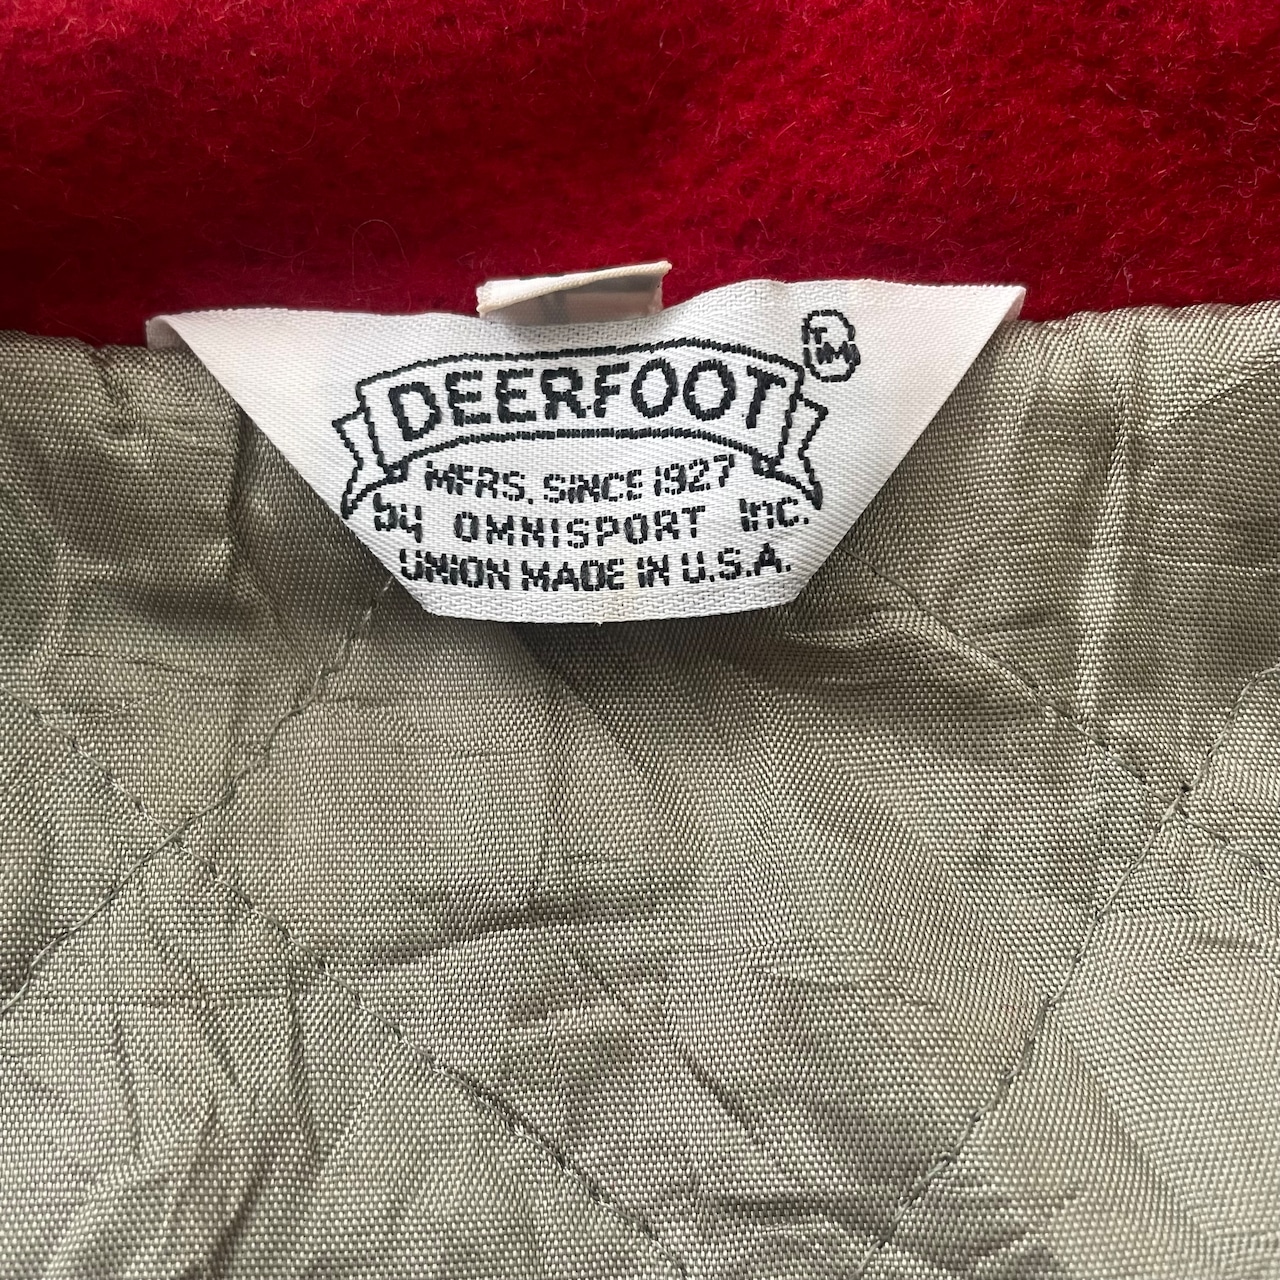 DEERFOOT TM
MFRS. SINCE 1927
by OMNISPORT Inc.
UNION MADE IN U.S.A.